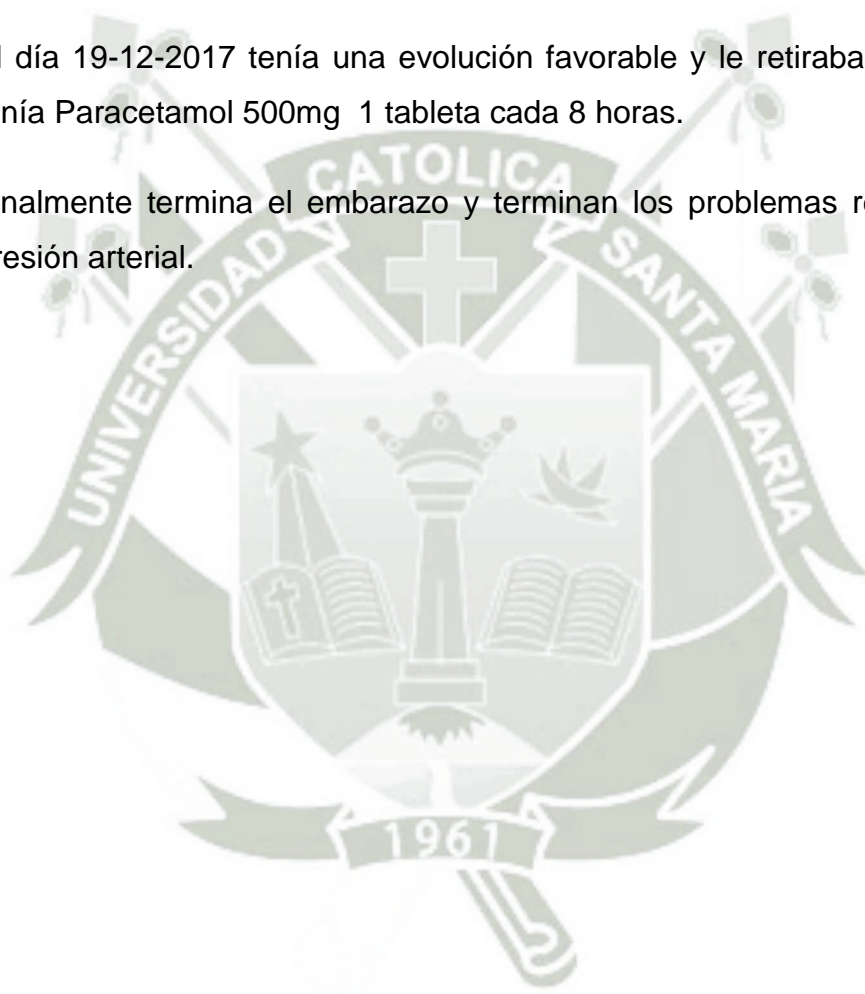 l día 19-12-2017 tenía una evolución favorable y le retiraba
nía Paracetamol 500mg 1 tableta cada 8 horas.
nalmente termina el embarazo y terminan los problemas r
resión arterial.
CATOLICA
UNIVERSIDAD
SANTA MARIA
1961